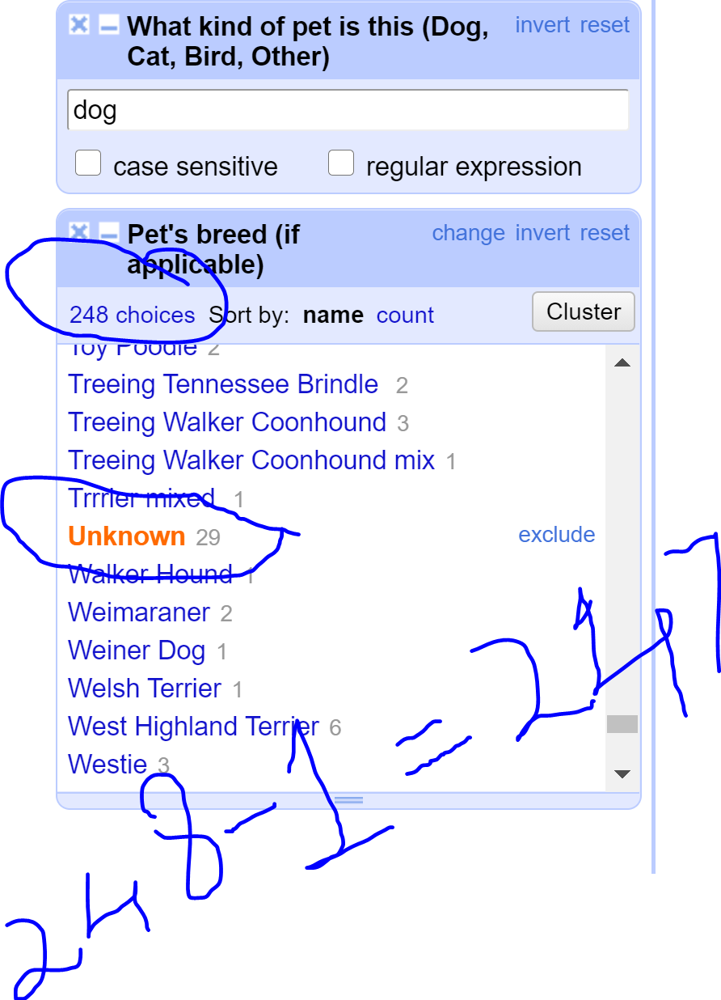 What kind of pet is this (Dog, invert reset
Cat, Bird, Other)
dog
case sensitive regular expression
Pet's breed (if change invert reset
applicable)
248 choices Sort by: name count Cluster
Toy Poodle 2
Treeing Tennessee Brindle 2
Treeing Walker Coonhound 3
Treeing Walker Coonhound mix 1
Trrrier mixed 1
Unknown 29 exclude
Walker Hound 1
Weimaraner 2
Weiner Dog 1
Welsh Terrier 1
West Highland Terrier 6
Westie 3
248-1=247